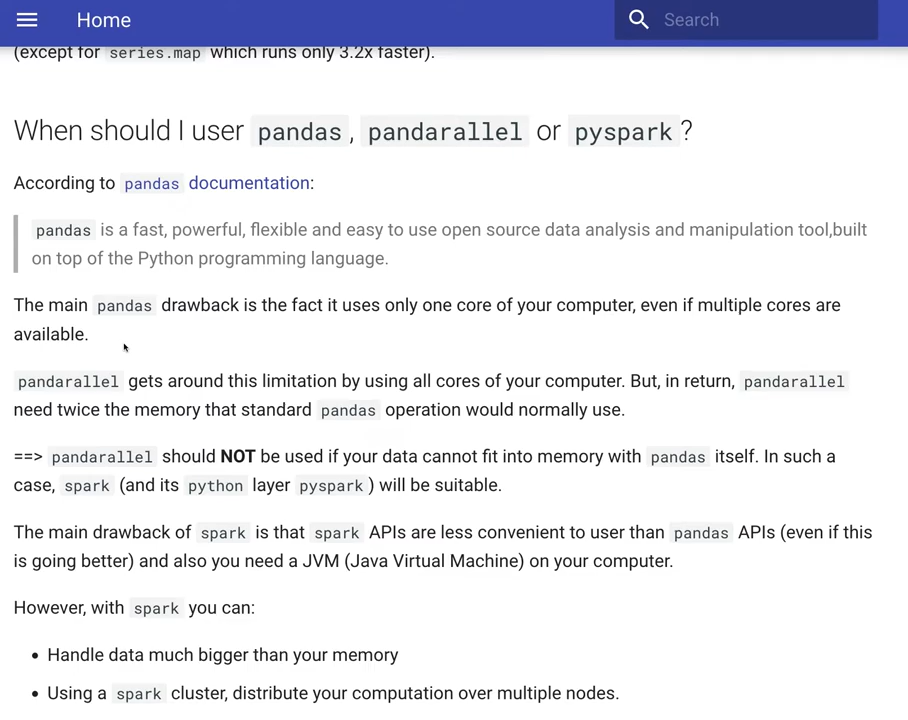 Home
Search
(except for series.map which runs only 3.2x faster).
When should I user pandas, pandarallel or pyspark?
According to pandas documentation:
pandas is a fast, powerful, flexible and easy to use open source data analysis and manipulation tool,built
on top of the Python programming language.
The main pandas drawback is the fact it uses only one core of your computer, even if multiple cores are
available.
pandarallel gets around this limitation by using all cores of your computer. But, in return, pandarallel
need twice the memory that standard pandas operation would normally use.
==> pandarallel should NOT be used if your data cannot fit into memory with pandas itself. In such a
case, spark (and its python layer pyspark) will be suitable.
The main drawback of spark is that spark APIs are less convenient to user than pandas APIs (even if this
is going better) and also you need a JVM (Java Virtual Machine) on your computer.
However, with spark you can:
• Handle data much bigger than your memory
• Using a spark cluster, distribute your computation over multiple nodes.